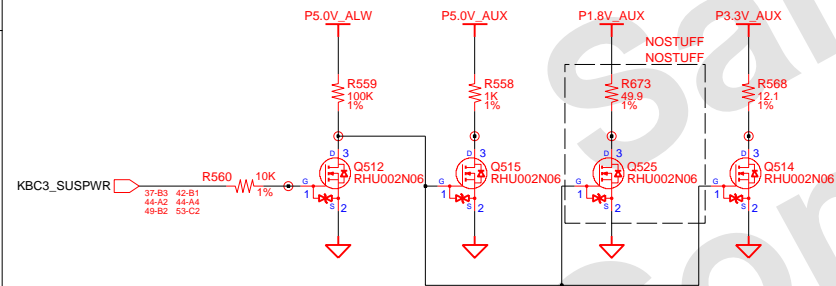 P5.0V_ALW
P5.0V_AUX
P1.8V_AUX
P3.3V_AUX
NOSTUFF
NOSTUFF
R559
100K
1%
R558
1K
1%
R673
49.9
1%
R568
12.1
1%
D 3
Q512
RHU002N06
G
1
S 2
D 3
Q515
RHU002N06
G
1
S 2
D 3
Q525
RHU002N06
G
1
S 2
D 3
Q514
RHU002N06
G
1
S 2
KBC3_SUSPWR
37-B3 42-B1
44-A2 44-A4
49-B2 53-C2
R560
10K
1%